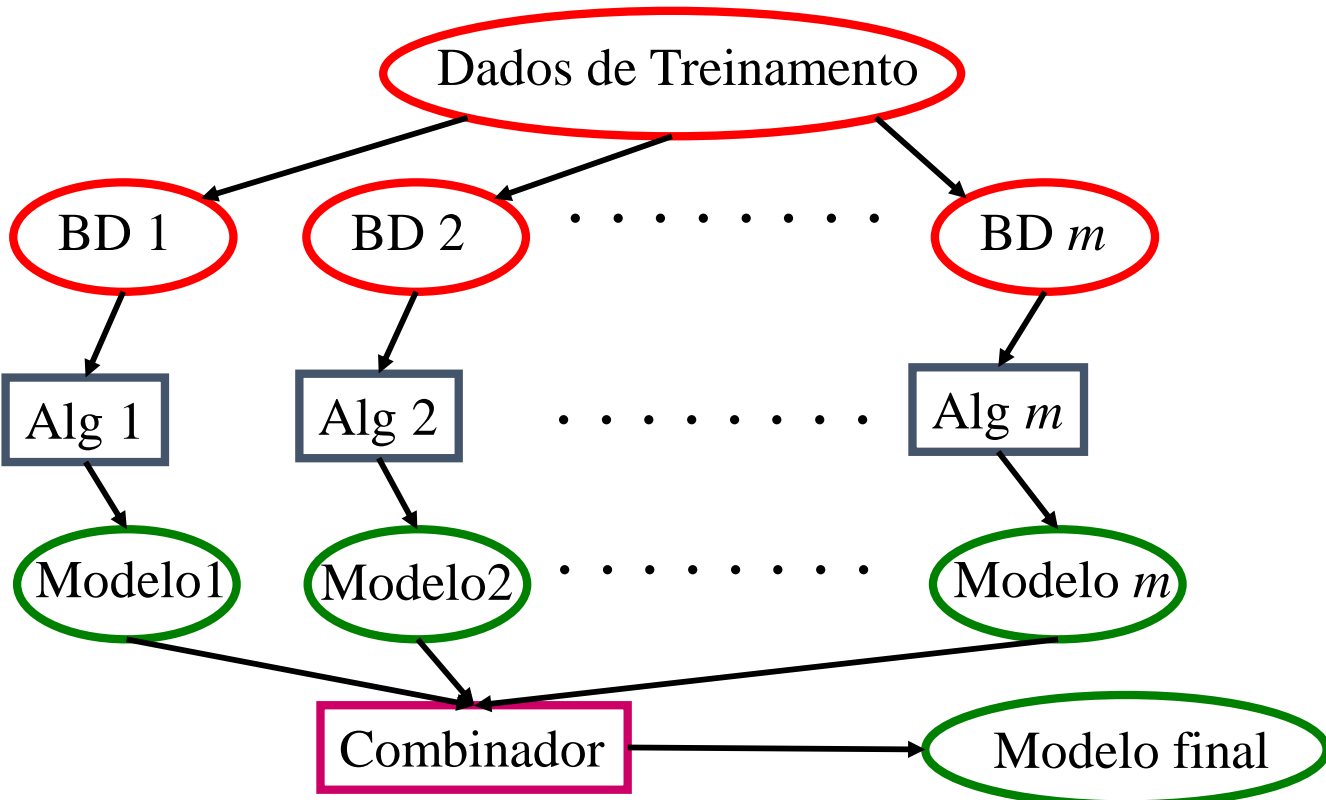 Dados de Treinamento
BD 1 BD 2 . . . . . . . . BD m
Alg 1 Alg 2 . . . . . . . . Alg m
Modelo1 Modelo2 . . . . . . . . Modelo m
Combinador Modelo final